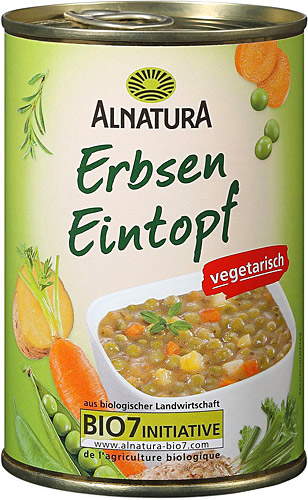 ALNATURA
Erbsen
Eintopf
vegetarisch
aus biologischer Landwirtschaft
BIO7 INITIATIVE
www.alnatura-bio7.com
de l'agriculture biologique